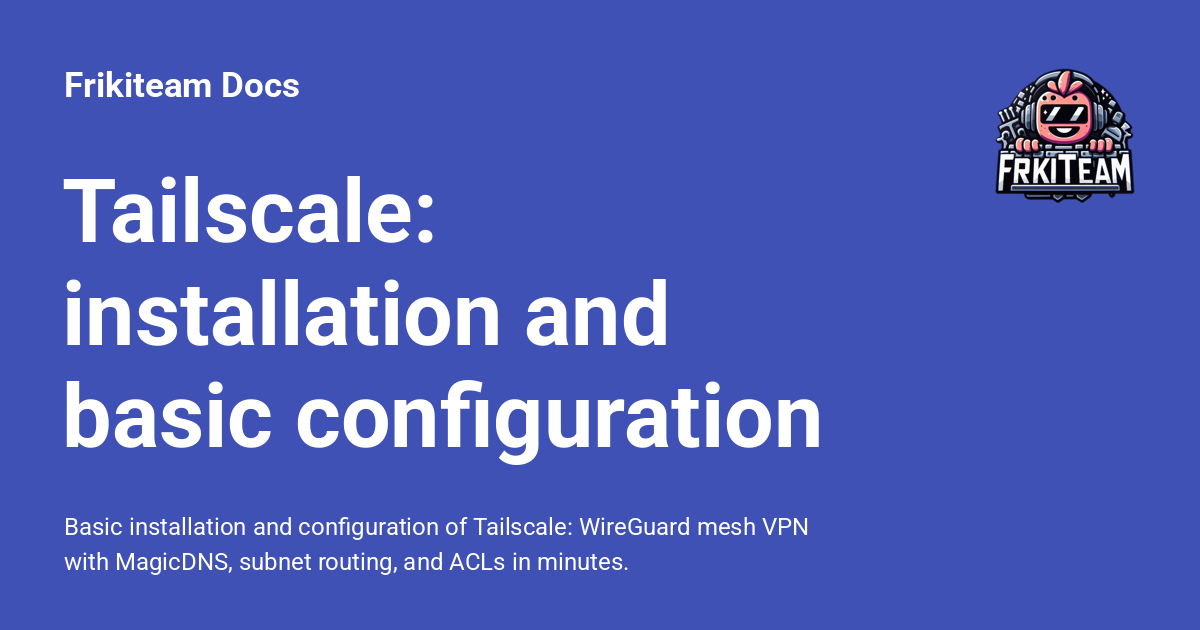 Frikiteam Docs
FRKITEAM
Tailscale:
installation and
basic configuration
Basic installation and configuration of Tailscale: WireGuard mesh VPN
with MagicDNS, subnet routing, and ACLs in minutes.